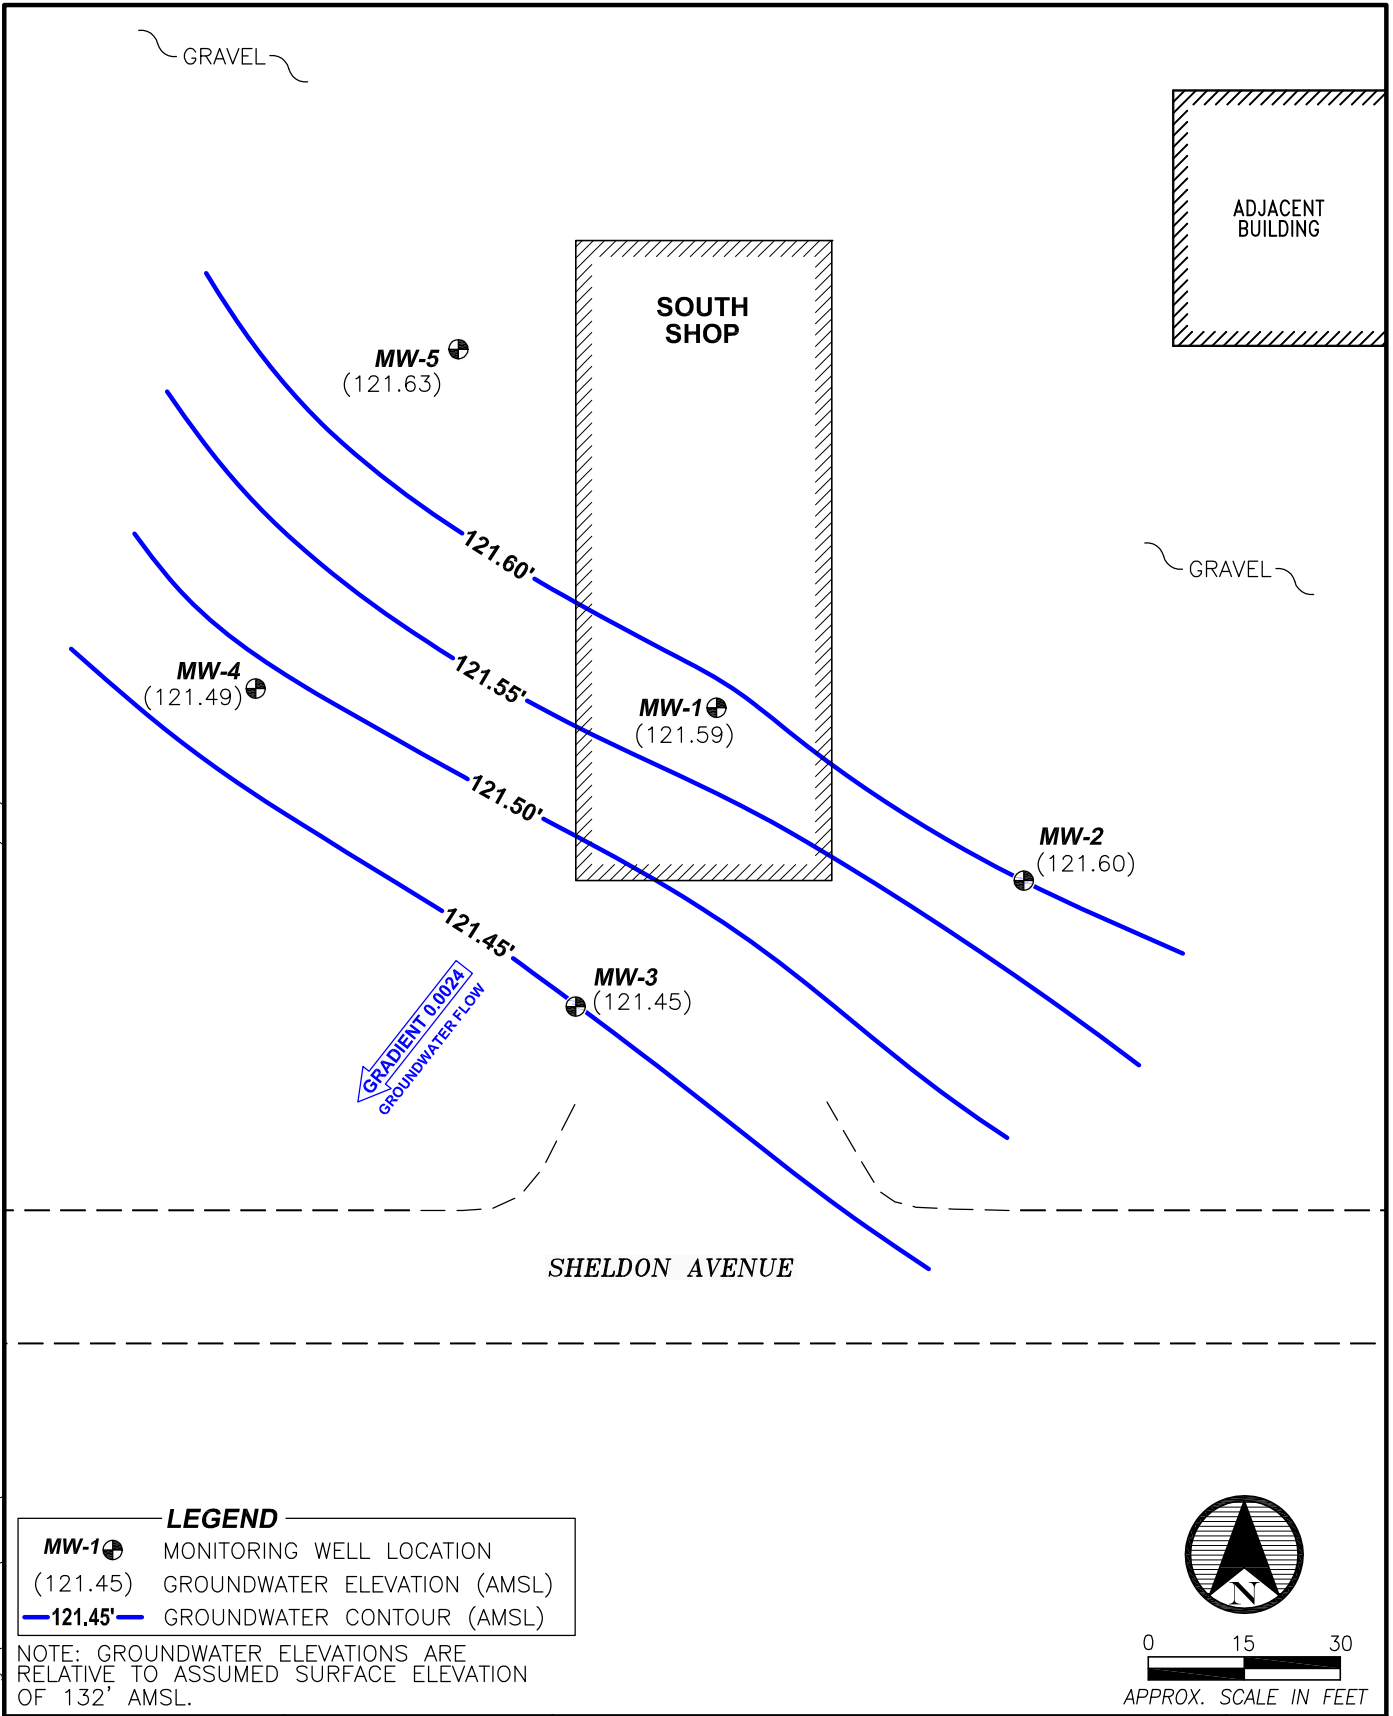 GRAVEL
ADJACENT
BUILDING
SOUTH
SHOP
MW-5
(121.63)
121.60'
GRAVEL
121.55'
MW-4
(121.49)
MW-1
(121.59)
121.50'
MW-2
(121.60)
121.45'
MW-3
(121.45)
GRADIENT 0.0024
GROUNDWATER FLOW
SHELDON AVENUE
LEGEND
MW-1 MONITORING WELL LOCATION
(121.45) GROUNDWATER ELEVATION (AMSL)
121.45' GROUNDWATER CONTOUR (AMSL)
NOTE: GROUNDWATER ELEVATIONS ARE
RELATIVE TO ASSUMED SURFACE ELEVATION
OF 132' AMSL.
N
0 15 30
APPROX. SCALE IN FEET